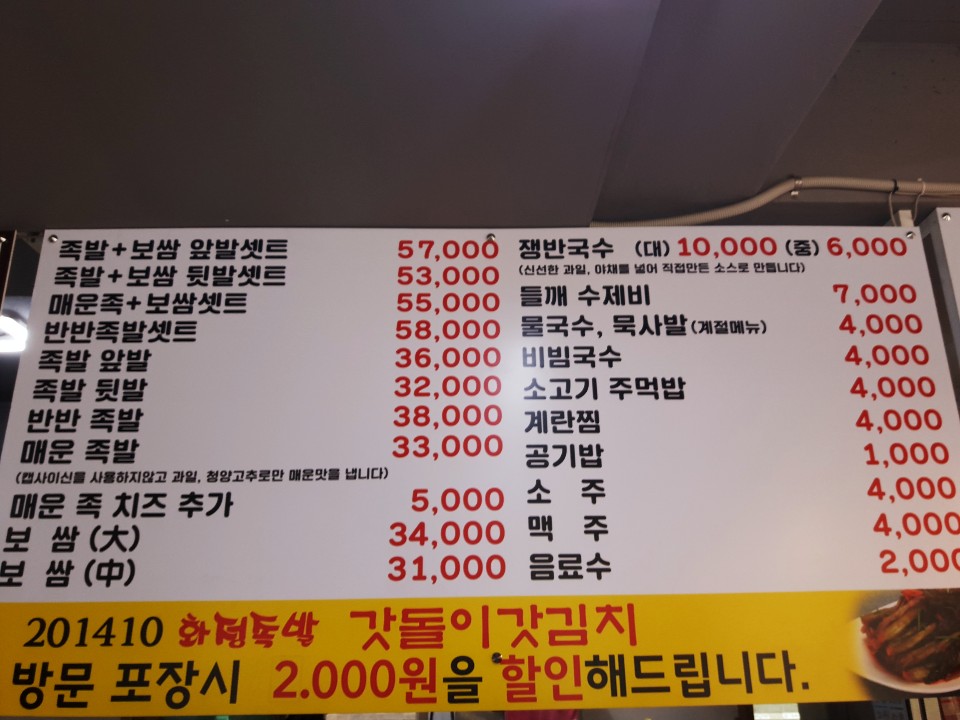 족발+보쌈 앞발셋트 57,000
족발+보쌈 뒷발셋트 53,000
매운족+보쌈셋트 55,000
반반족발셋트 58,000
족발 앞발 36,000
족발 뒷발 32,000
반반 족발 38,000
매운 족발 33,000
(캡사이신을 사용하지않고 과일, 청양고추로만 매운맛을 냅니다)
매운 족 치즈 추가 5,000
보 쌈 (大) 34,000
보 쌈 (中) 31,000
쟁반국수 (대) 10,000 (중) 6,000
(신선한 과일, 야채를 넣어 직접만든 소스로 만듭니다)
들깨 수제비 7,000
물국수, 묵사발(계절메뉴) 4,000
비빔국수 4,000
소고기 주먹밥 4,000
계란찜 4,000
공기밥 1,000
소 주 4,000
맥 주 4,000
음료수 2,000
201410 화정족발 갓돌이갓김치
방문 포장시 2.000원을 할인해드립니다.